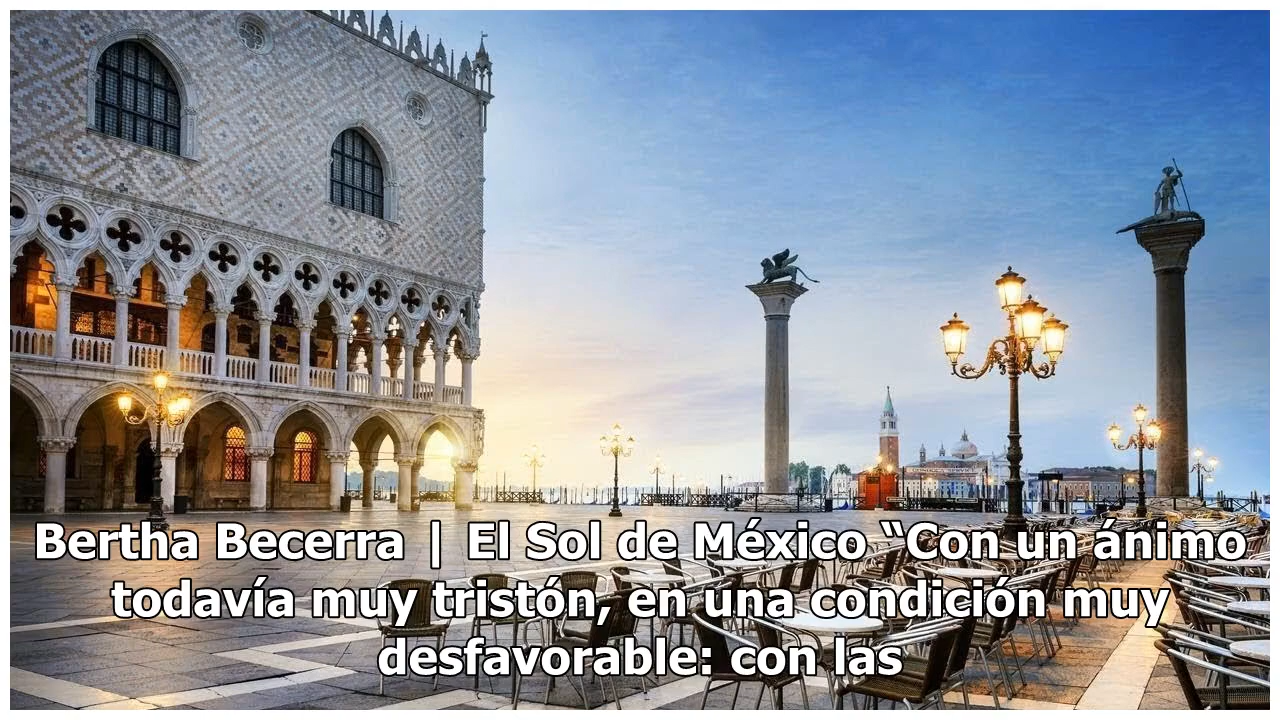 Bertha Becerra | El Sol de México “Con un ánimo
todavía muy tristón, en una condición muy
desfavorable: con las